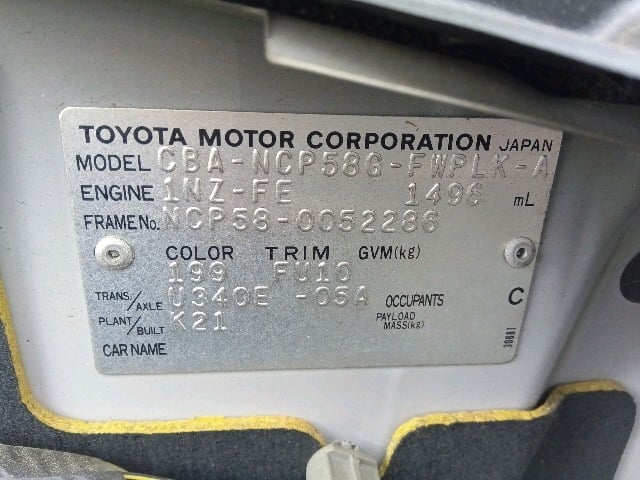 TOYOTA MOTOR CORPORATION JAPAN
MODEL CBA-NCP58G-FWPLK-A
ENGINE 1NZ-FE 1496 mL
FRAME No. NCP58-0052286
COLOR TRIM GVM(kg)
199 FU10
TRANS./AXLE U340E -05A OCCUPANTS C
PLANT/BUILT K21 PAYLOAD MASS(kg)
CAR NAME
30881